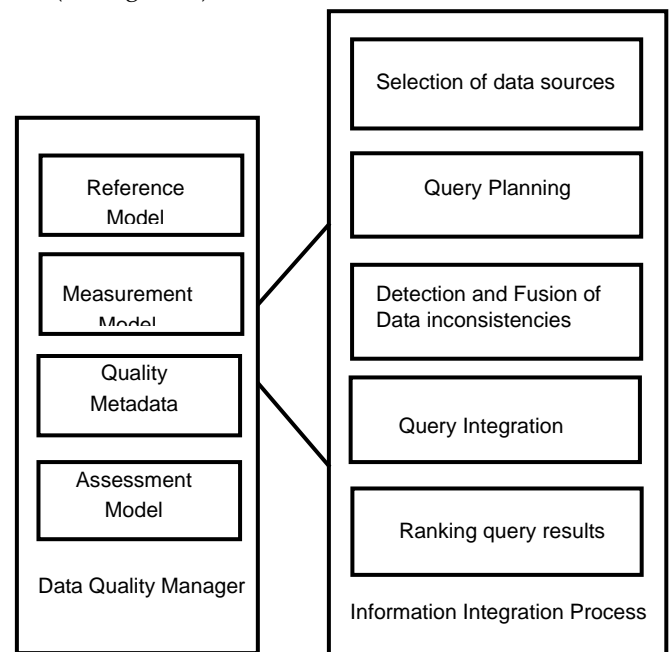 Selection of data sources
Query Planning
Detection and Fusion of
Data inconsistencies
Query Integration
Ranking query results
Information Integration Process
Reference
Model
Measurement
Model
Quality
Metadata
Assessment
Model
Data Quality Manager